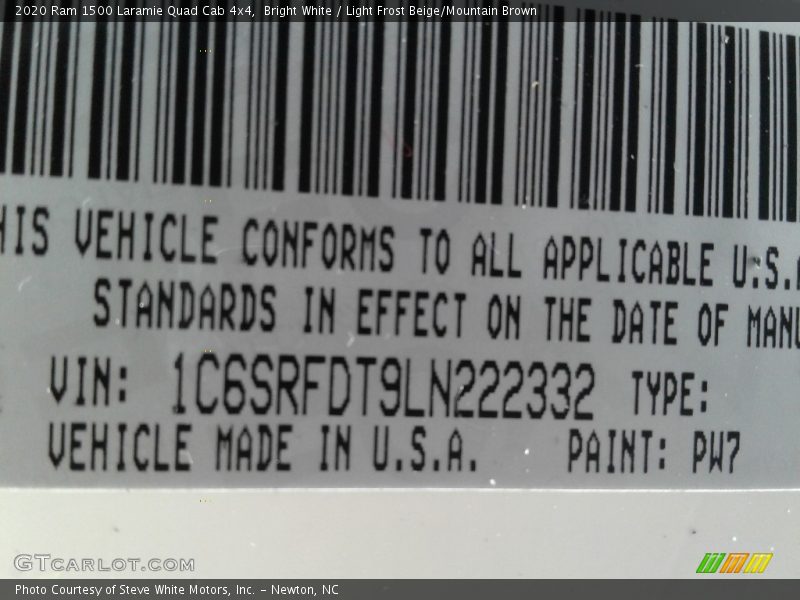 2020 Ram 1500 Laramie Quad Cab 4x4,  Bright White / Light Frost Beige/Mountain Brown
HIS VEHICLE CONFORMS TO ALL APPLICABLE U.S.A
STANDARDS IN EFFECT ON THE DATE OF MANU
VIN: 1C6SRFDT9LN222332 TYPE:
VEHICLE MADE IN U.S.A. PAINT: PW7
GTCARLOT.COM
Photo Courtesy of Steve White Motors, Inc. – Newton, NC